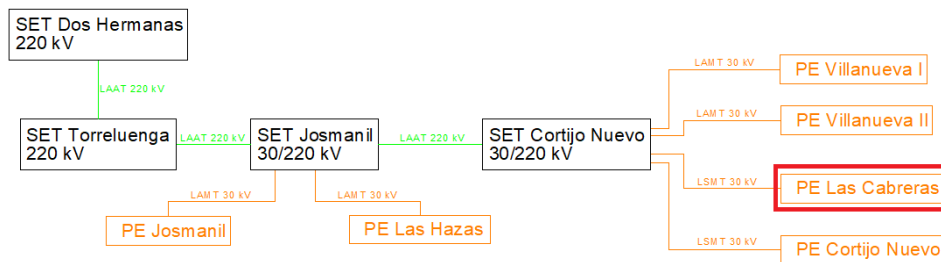 SET Dos Hermanas
220 kV
LAAT 220 kV
SET Torreluenga
220 kV
LAAT 220 kV
SET Josmanil
30/220 kV
LAAT 220 kV
SET Cortijo Nuevo
30/220 kV
LAMT 30 kV
PE Villanueva I
LAMT 30 kV
PE Villanueva II
LSMT 30 kV
PE Las Cabreras
LSMT 30 kV
PE Cortijo Nuevo
LAMT 30 kV
PE Josmanil
LAMT 30 kV
PE Las Hazas